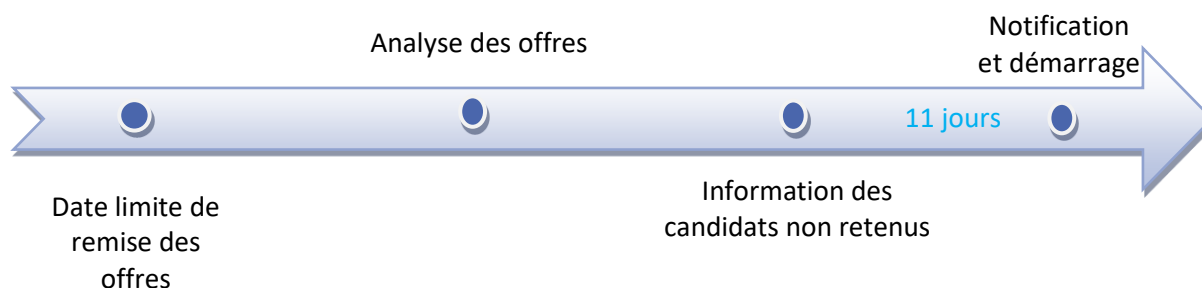 Date limite de
remise des
offres
Analyse des offres
Information des
candidats non retenus
11 jours
Notification
et démarrage